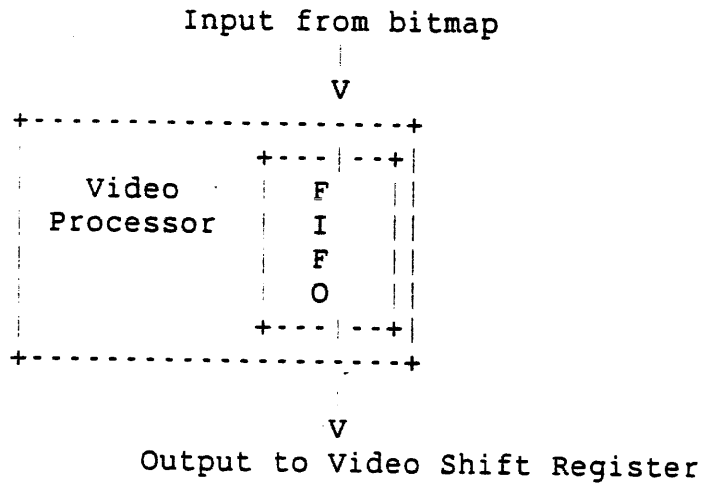 Input from bitmap
|
V
+--------------------+
+---|--+|
| Video | F | |
| Processor | I | |
| | F | |
| | O | |
| +---|--+|
+--------------------+
V
Output to Video Shift Register